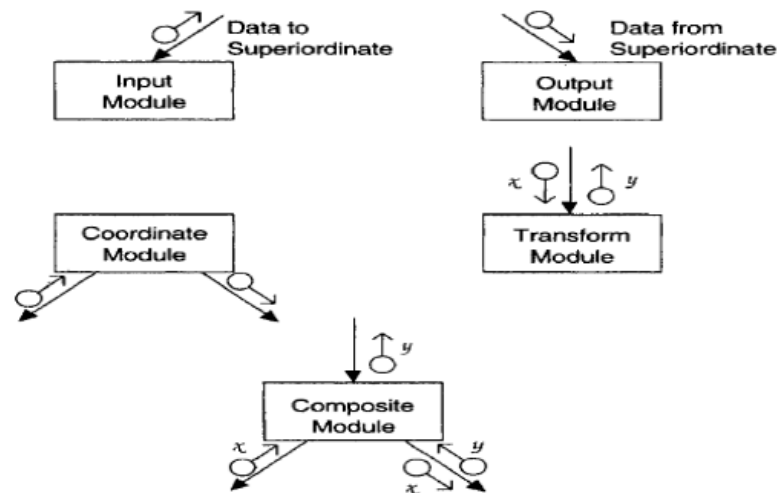 Data to
Superiordinate
Input
Module
Data from
Superiordinate
Output
Module
x
y
Coordinate
Module
Transform
Module
y
Composite
Module
x
y
x